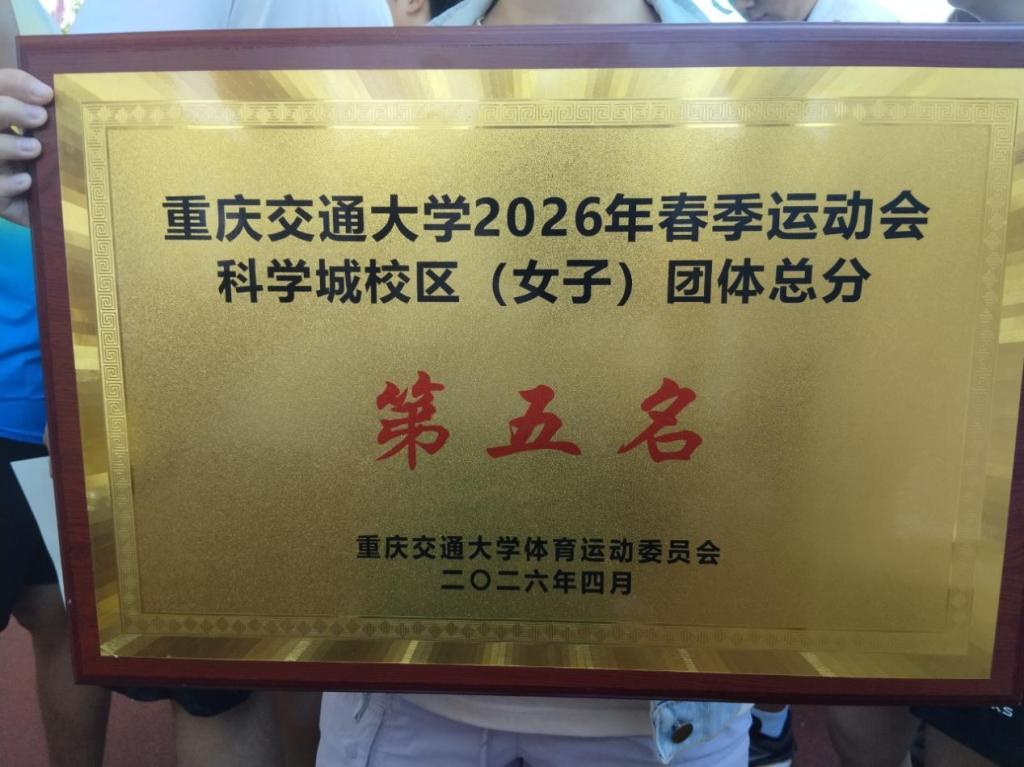 重庆交通大学2026年春季运动会
科学城校区（女子）团体总分
第五名
重庆交通大学体育运动委员会
二〇二六年四月